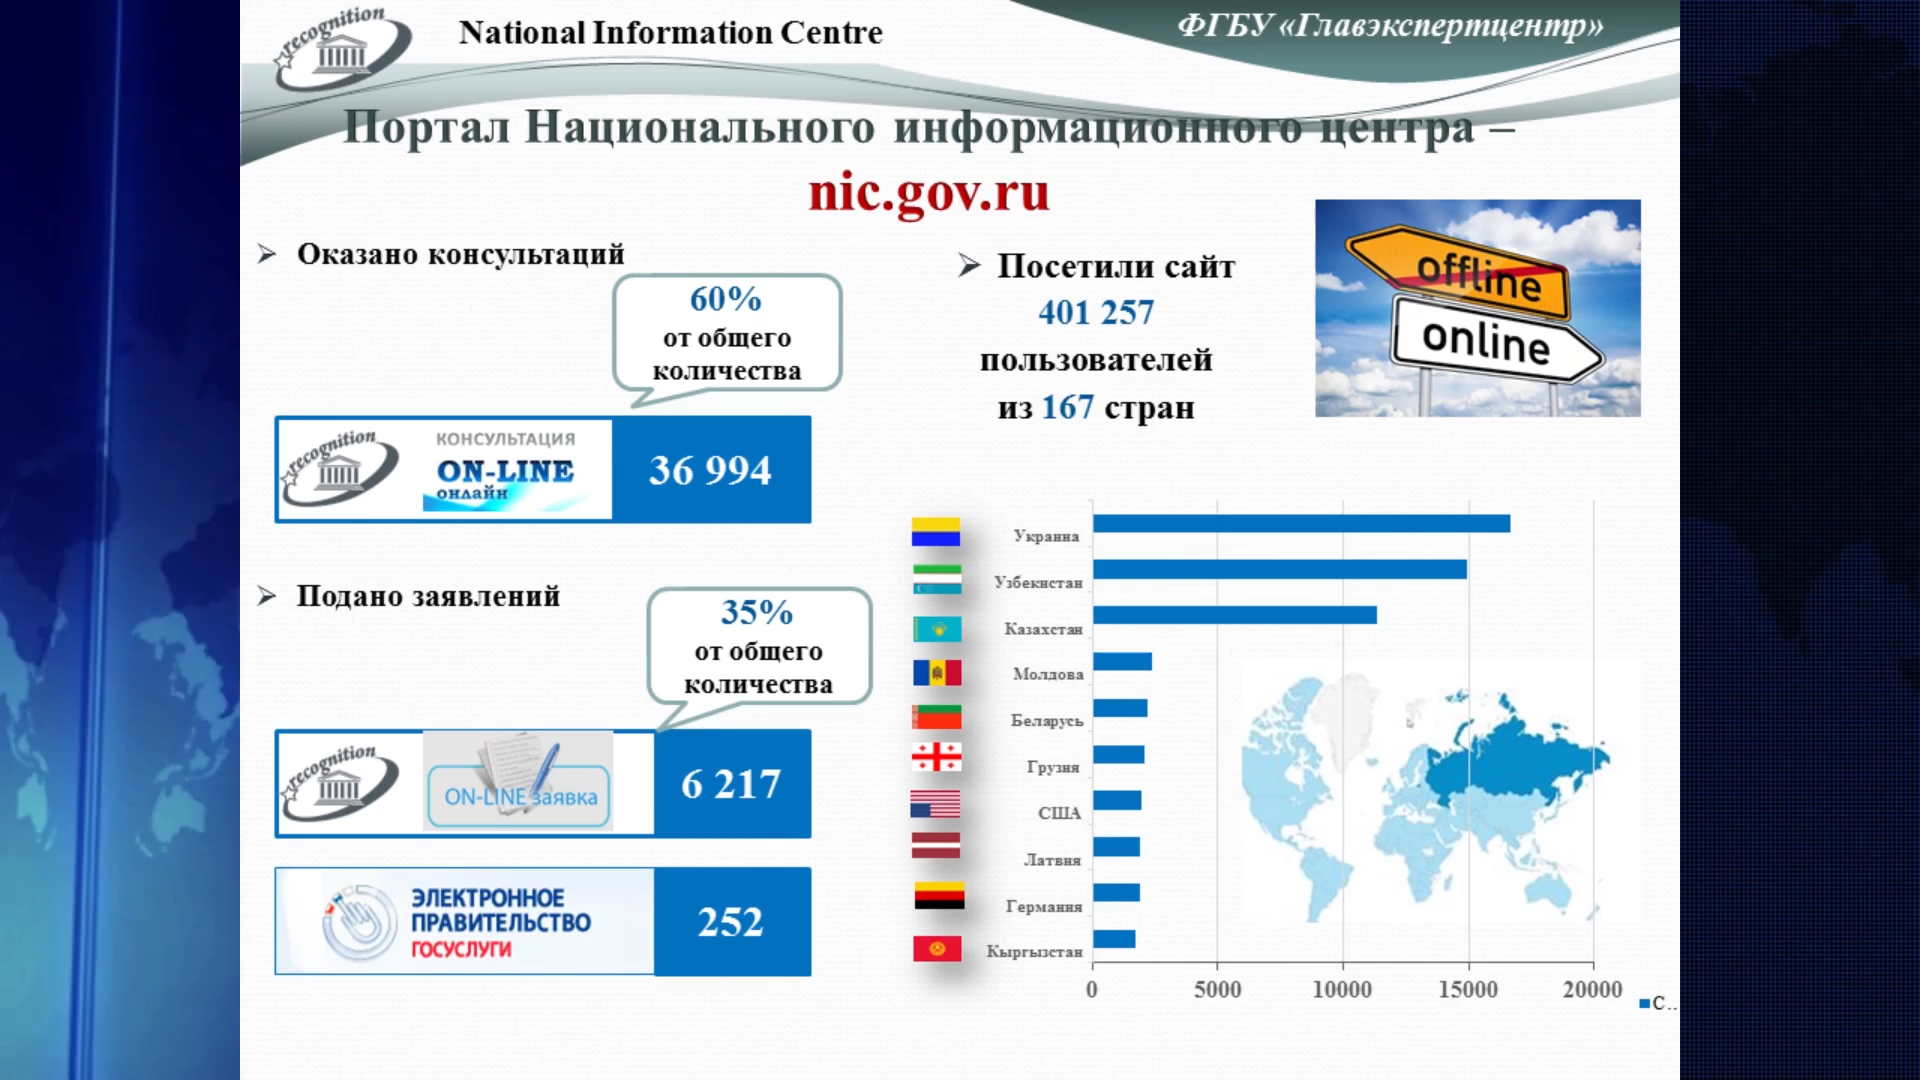 recognition
National Information Centre
ФГБУ «Главэкспертцентр»
Портал Национального информационного центра –
nic.gov.ru
Оказано консультаций
60%
от общего
количества
recognition
КОНСУЛЬТАЦИЯ
ON-LINE
онлайн
36 994
Подано заявлений
35%
от общего
количества
recognition
ON-LINE заявка
6 217
ЭЛЕКТРОННОЕ
ПРАВИТЕЛЬСТВО
ГОСУСЛУГИ
252
Посетили сайт
401 257
пользователей
из 167 стран
offline
online
Украина
Узбекистан
Казахстан
Молдова
Беларусь
Грузия
США
Латвия
Германия
Кыргызстан
0 5000 10000 15000 20000
С...